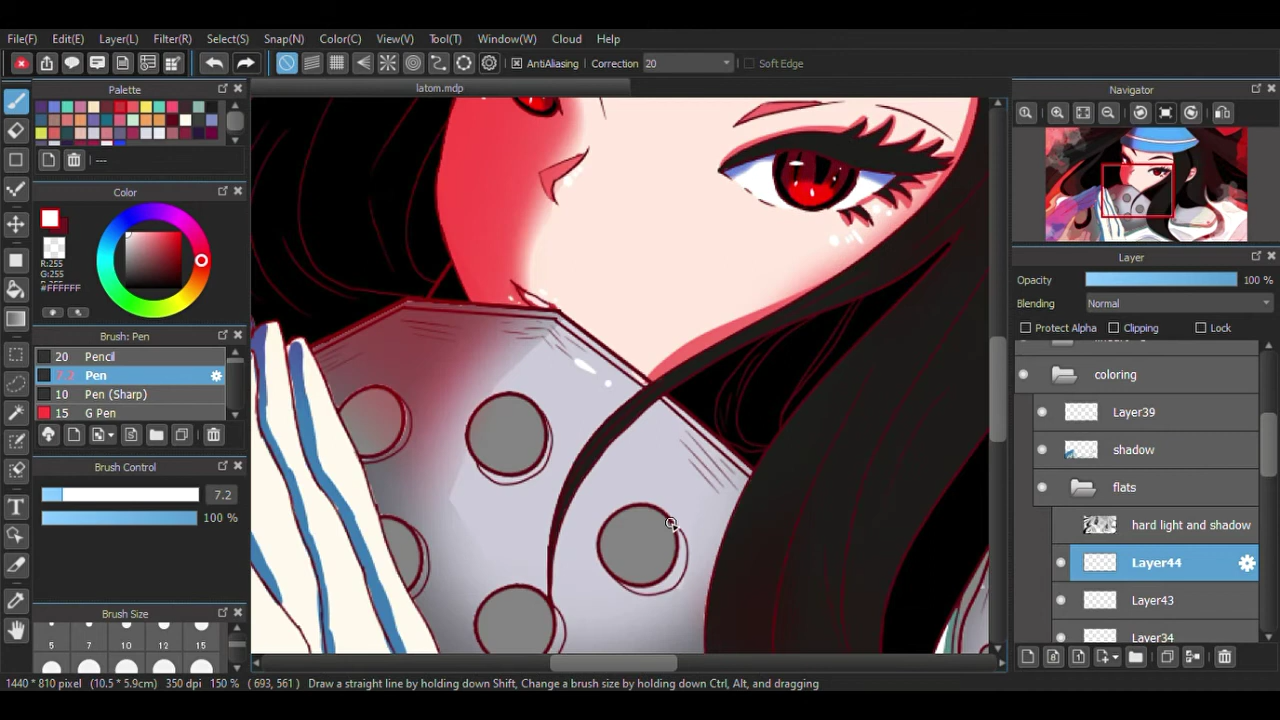 File(F) Edit(E) Layer(L) Filter(R) Select(S) Snap(N) Color(C) View(V) Tool(T) Window(W) Cloud Help
AntiAliasing Correction 20 Soft Edge
Palette
---
latom.mdp
Navigator
Color
R:255
G:255
#FFFFFF
Brush: Pen
20 Pencil
7.2 Pen
10 Pen (Sharp)
15 G Pen
Brush Control
7.2
100 %
Brush Size
5 7 10 12 15
Layer
Opacity 100 %
Blending Normal
Protect Alpha Clipping Lock
coloring
Layer39
shadow
flats
hard light and shadow
Layer44
Layer43
Layer34
1440 * 810 pixel (10.5 * 5.9cm) 350 dpi 150 % ( 693, 561 ) Draw a straight line by holding down Shift, Change a brush size by holding down Ctrl, Alt, and dragging